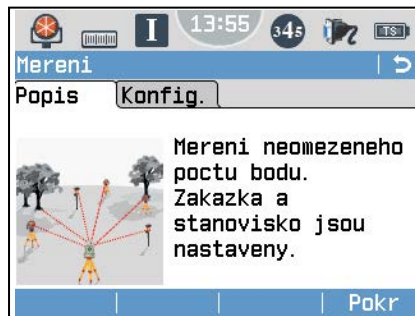 I
13:55
345
TS
Mereni
Popis
Konfig.
Mereni neomezeneho
poctu bodu.
Zakazka a
stanovisko jsou
nastaveny.
Pokr